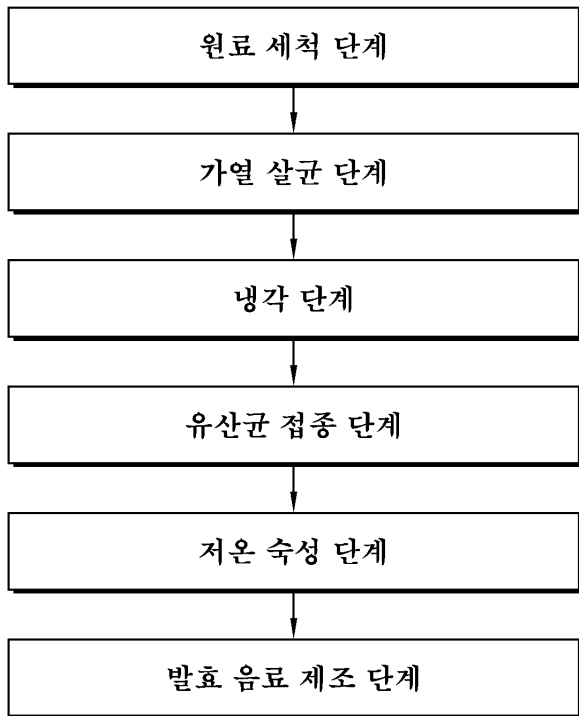 원료 세척 단계
가열 살균 단계
냉각 단계
유산균 접종 단계
저온 숙성 단계
발효 음료 제조 단계